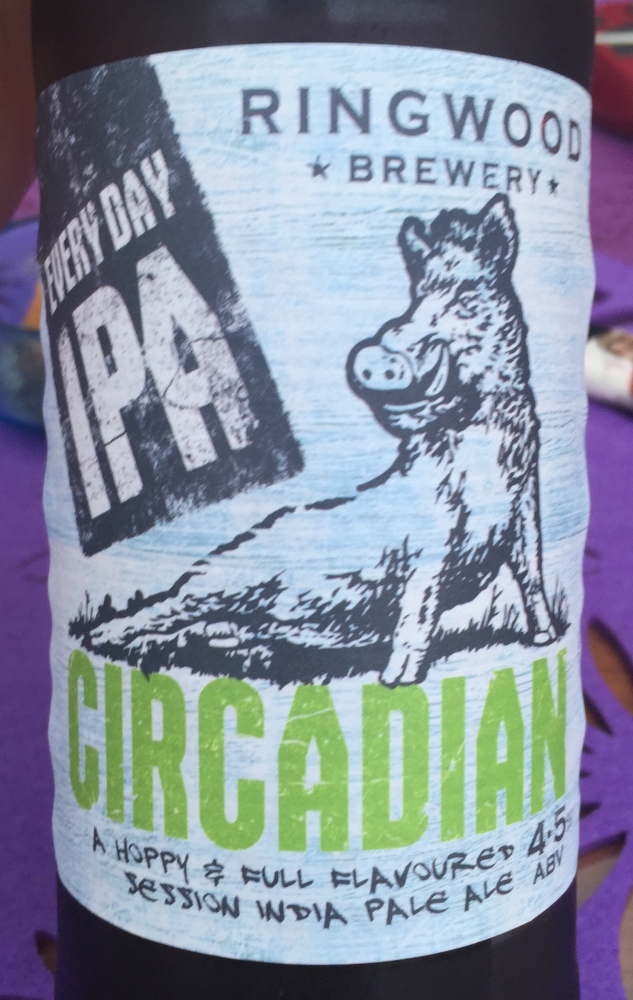 EVERY DAY
IPA
RINGWOOD
★ BREWERY ★
CIRCADIAN
A HOPPY & FULL FLAVOURED
SESSION INDIA PALE ALE
4.5
ABV